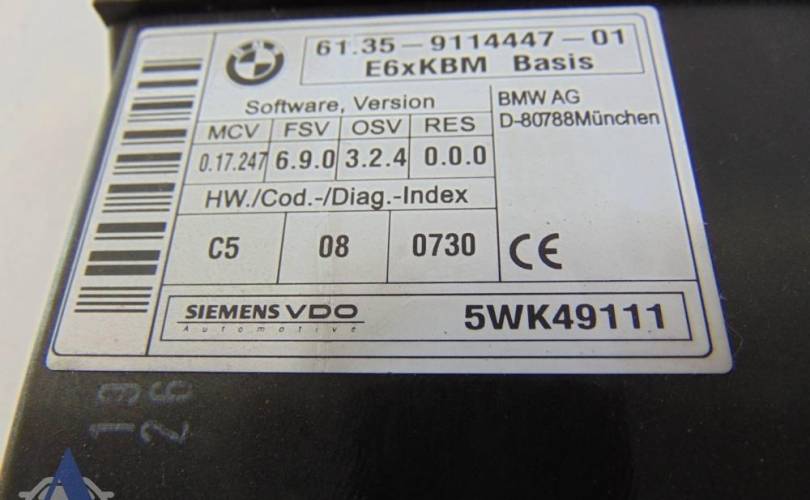 61.35-9114447-01
E6xKBM Basis
Software, Version
MCV FSV OSV RES
0.17.247 6.9.0 3.2.4 0.0.0
BMW AG
D-80788München
HW./Cod.-/Diag.-Index
C5 08 0730
CE
SIEMENS VDO
Automotive
5WK49111
13
26